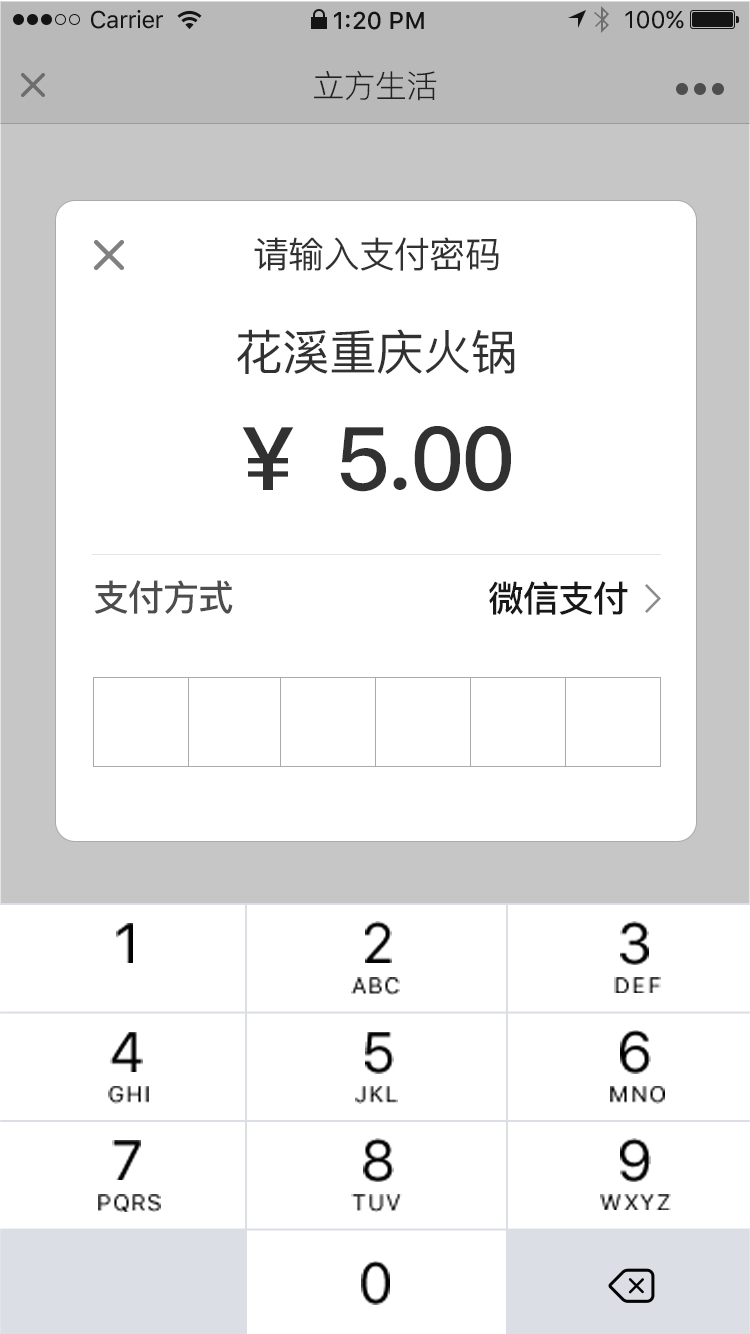 Carrier 1:20 PM 100%
立方生活
请输入支付密码
花溪重庆火锅
¥ 5.00
支付方式 微信支付
1 2 3
ABC DEF
4 5 6
GHI JKL MNO
7 8 9
PQRS TUV WXYZ
0